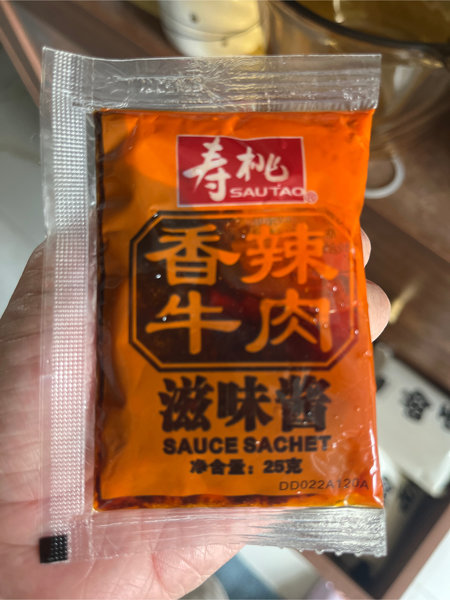 寿桃
SAUTAO®
香辣
牛肉
滋味酱
SAUCE SACHET
净含量：25克
DD022A120A